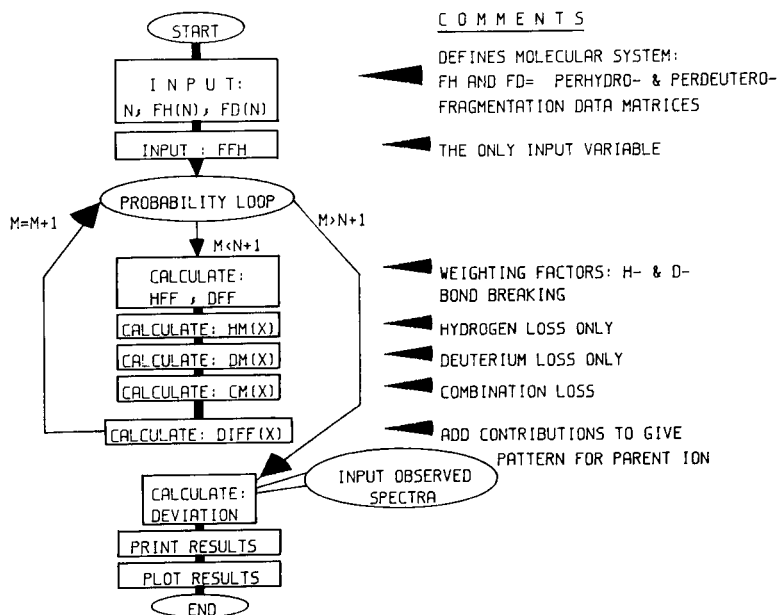 C O M M E N T S
START
I N P U T :
N, FH(N), FD(N)
DEFINES MOLECULAR SYSTEM:
FH AND FD= PERHYDRO- & PERDEUTERO-
FRAGMENTATION DATA MATRICES
INPUT : FFH
THE ONLY INPUT VARIABLE
PROBABILITY LOOP
M=M+1
M>N+1
M<N+1
CALCULATE:
HFF , DFF
WEIGHTING FACTORS: H- & D-
BOND BREAKING
CALCULATE: HM(X)
HYDROGEN LOSS ONLY
CALCULATE: DM(X)
DEUTERIUM LOSS ONLY
CALCULATE: CM(X)
COMBINATION LOSS
CALCULATE: DIFF(X)
ADD CONTRIBUTIONS TO GIVE
PATTERN FOR PARENT ION
INPUT OBSERVED
SPECTRA
CALCULATE:
DEVIATION
PRINT RESULTS
PLOT RESULTS
END